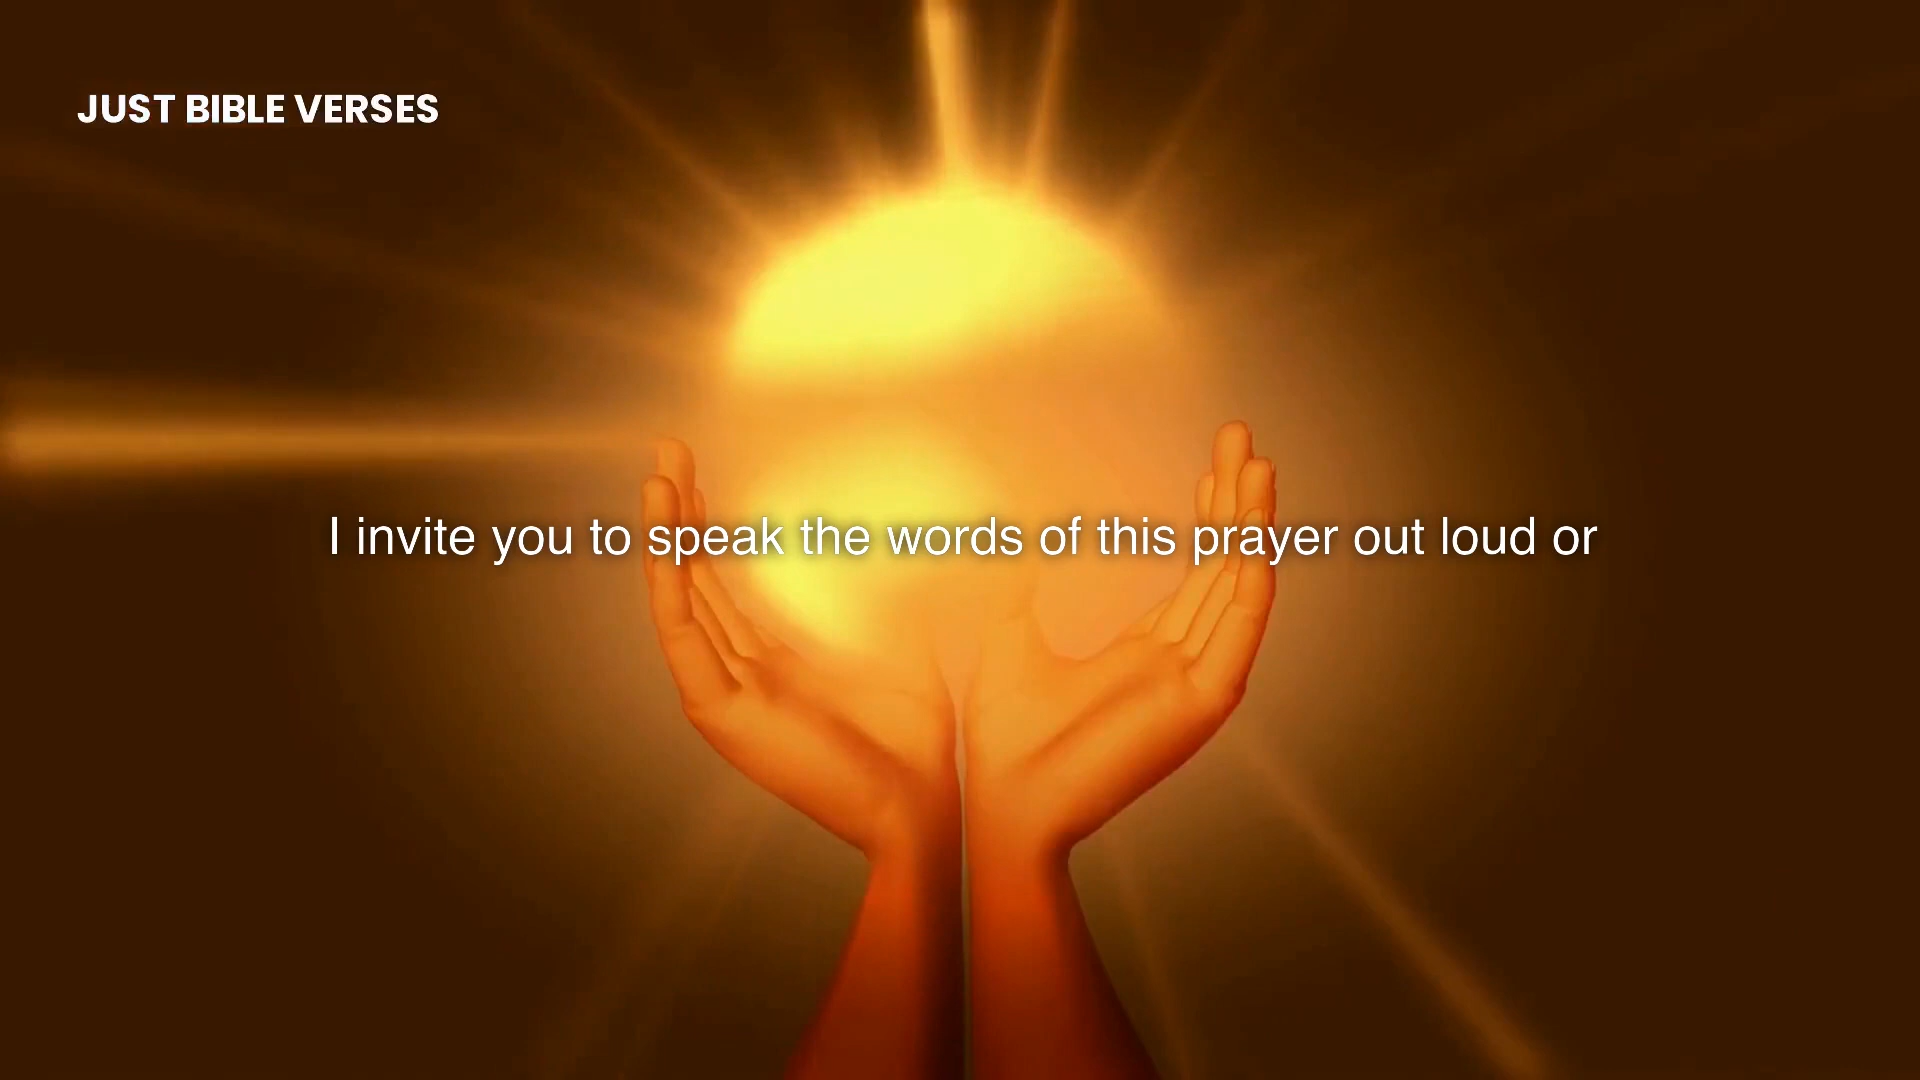 JUST BIBLE VERSES
I invite you to speak the words of this prayer out loud or